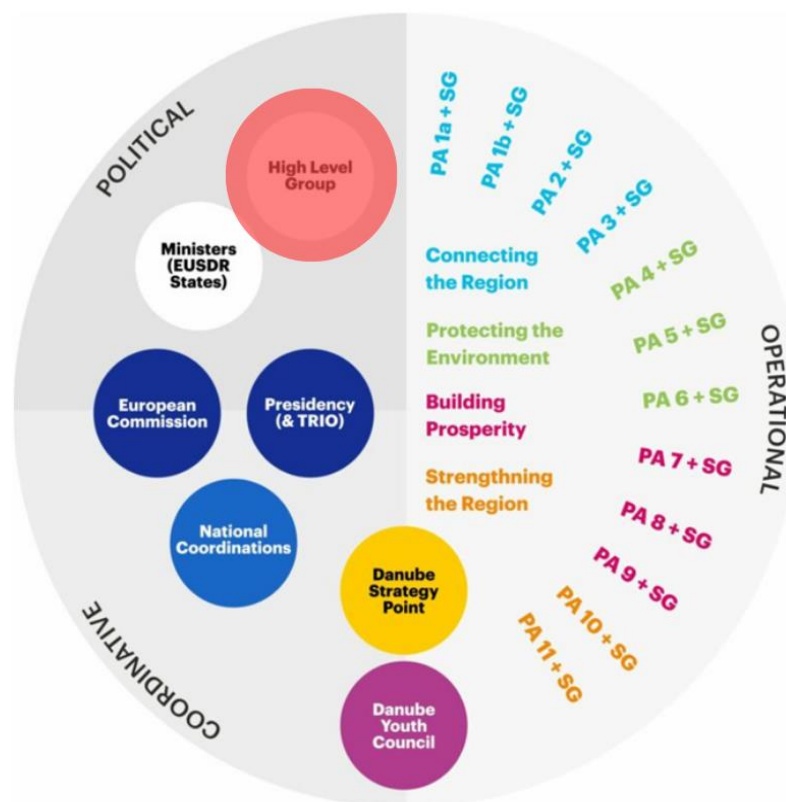 POLITICAL
High Level
Group
Ministers
(EUSDR
States)
European
Commission
Presidency
(& TRIO)
National
Coordinations
Danube
Strategy
Point
Danube
Youth
Council
COORDINATIVE
Connecting
the Region
Protecting the
Environment
Building
Prosperity
Strengthning
the Region
PA 1a + SG
PA 1b + SG
PA 2 + SG
PA 3 + SG
PA 4 + SG
PA 5 + SG
PA 6 + SG
PA 7 + SG
PA 8 + SG
PA 9 + SG
PA 10 + SG
PA 11 + SG
OPERATIONAL